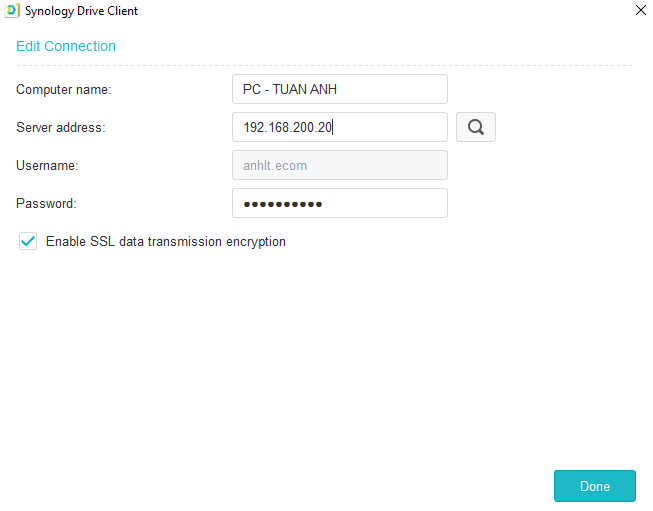 Synology Drive Client
Edit Connection
Computer name: PC - TUAN ANH
Server address: 192.168.200.20
Username: anhlt.ecom
Password: ●●●●●●●●●●
Enable SSL data transmission encryption
Done